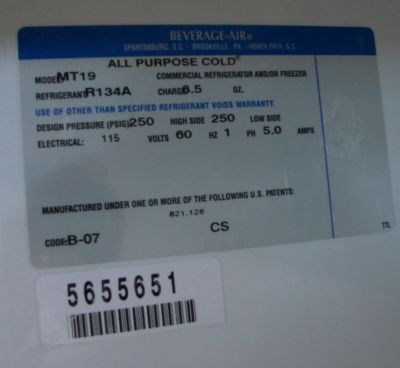 BEVERAGE-AIR®
SPARTANBURG, S.C. - BROOKVILLE, PA. - HONEA PATH, S.C.
ALL PURPOSE COLD®
MODEL MT19 COMMERCIAL REFRIGERATOR AND/OR FREEZER
REFRIGERANT R134A CHARGE 6.5 OZ.
USE OF OTHER THAN SPECIFIED REFRIGERANT VOIDS WARRANTY.
DESIGN PRESSURE (PSIG) 250 HIGH SIDE 250 LOW SIDE
ELECTRICAL: 115 VOLTS 60 HZ 1 PH 5.0 AMPS
MANUFACTURED UNDER ONE OR MORE OF THE FOLLOWING U.S. PATENTS:
821,128
CS
CODE: B-07 TTL
5655651